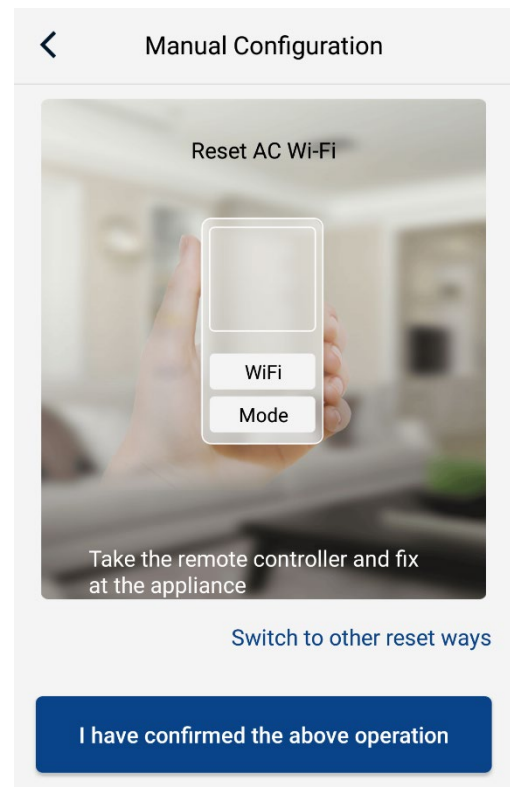 Manual Configuration
Reset AC Wi-Fi
WiFi
Mode
Take the remote controller and fix
at the appliance
Switch to other reset ways
I have confirmed the above operation